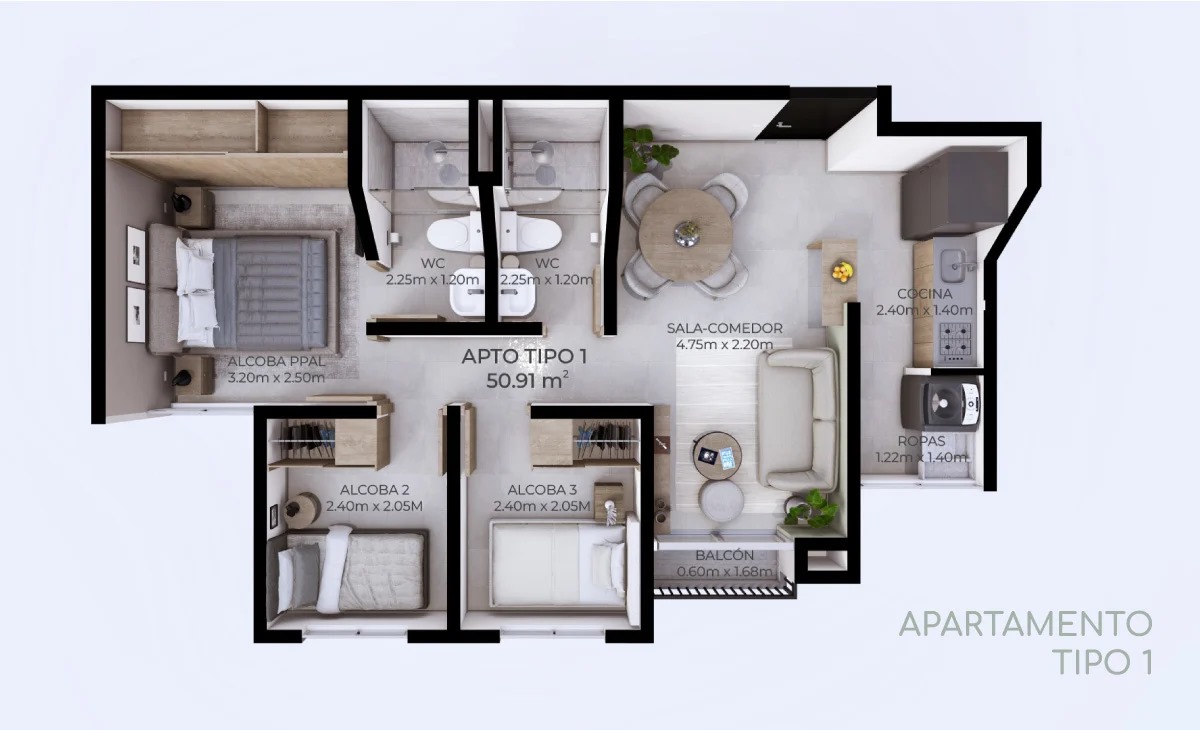 WC
2.25m x 1.20m
WC
2.25m x 1.20m
COCINA
2.40m x 1.40m
SALA-COMEDOR
4.75m x 2.20m
APTO TIPO 1
50.91 m²
ALCOBA PPAL
3.20m x 2.50m
ROPAS
1.22m x 1.40m
ALCOBA 2
2.40m x 2.05M
ALCOBA 3
2.40m x 2.05M
BALCÓN
0.60m x 1.68m
APARTAMENTO
TIPO 1